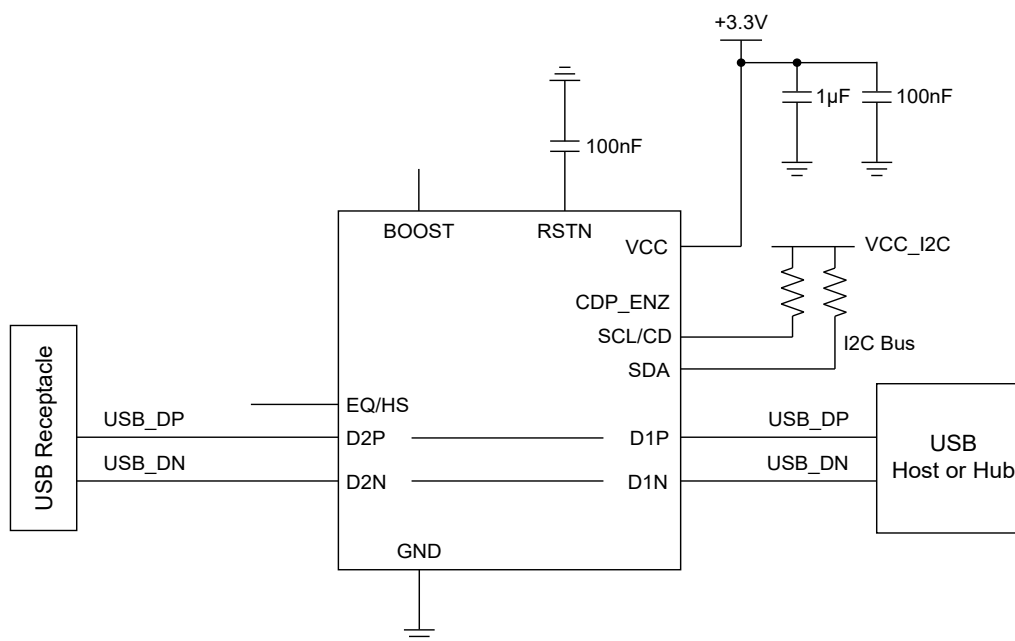 +3.3V
1µF
100nF
100nF
BOOST
RSTN
VCC
VCC_I2C
CDP_ENZ
SCL/CD
I2C Bus
SDA
USB Receptacle
EQ/HS
USB_DP
D2P
D1P
USB_DP
USB
Host or Hub
USB_DN
D2N
D1N
USB_DN
GND